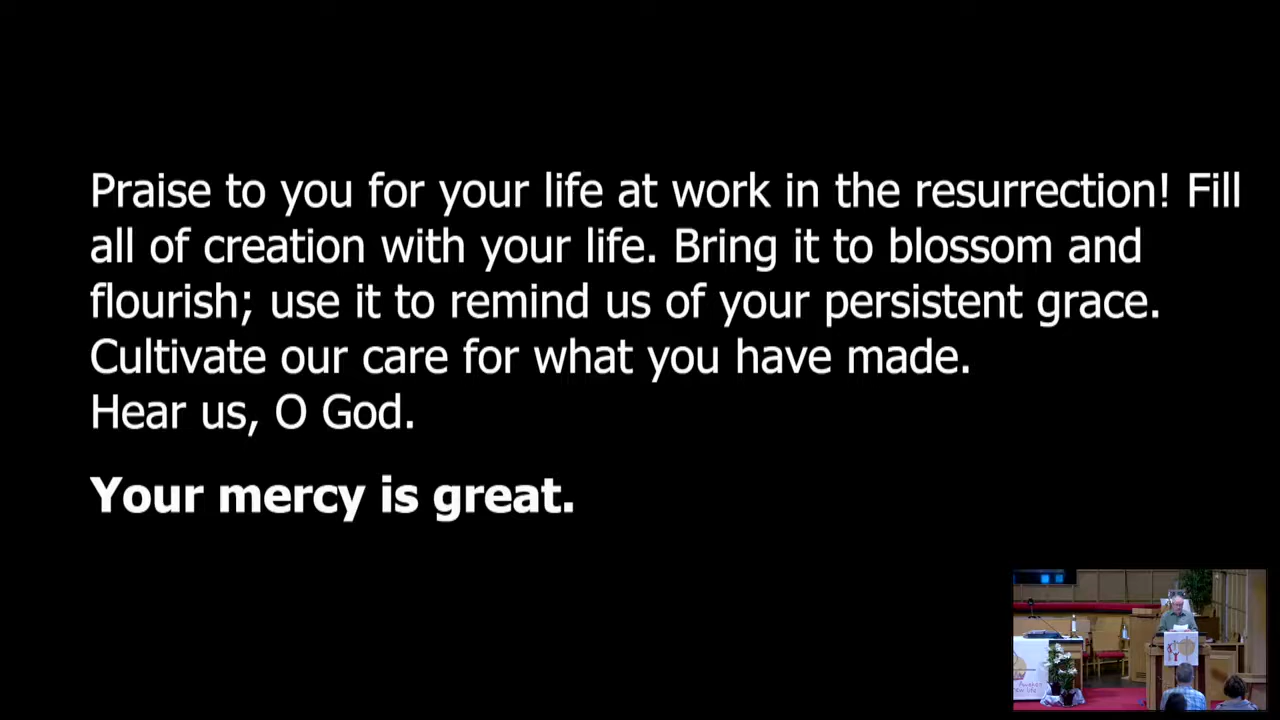 Praise to you for your life at work in the resurrection! Fill
all of creation with your life. Bring it to blossom and
flourish; use it to remind us of your persistent grace.
Cultivate our care for what you have made.
Hear us, O God.
Your mercy is great.